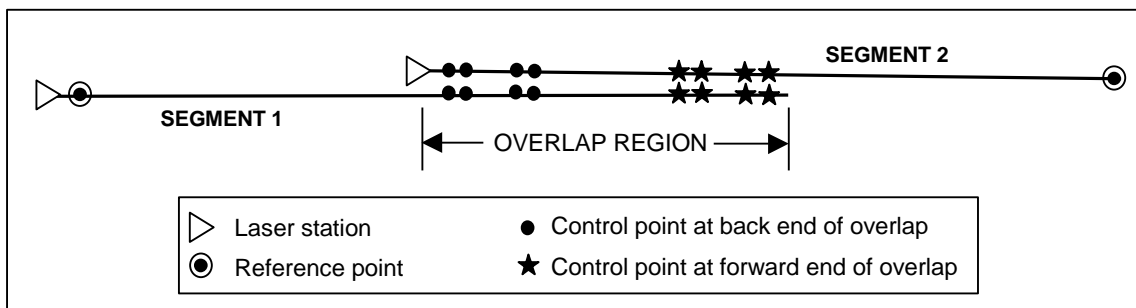 SEGMENT 2
SEGMENT 1
OVERLAP REGION
Laser station
Control point at back end of overlap
Reference point
Control point at forward end of overlap